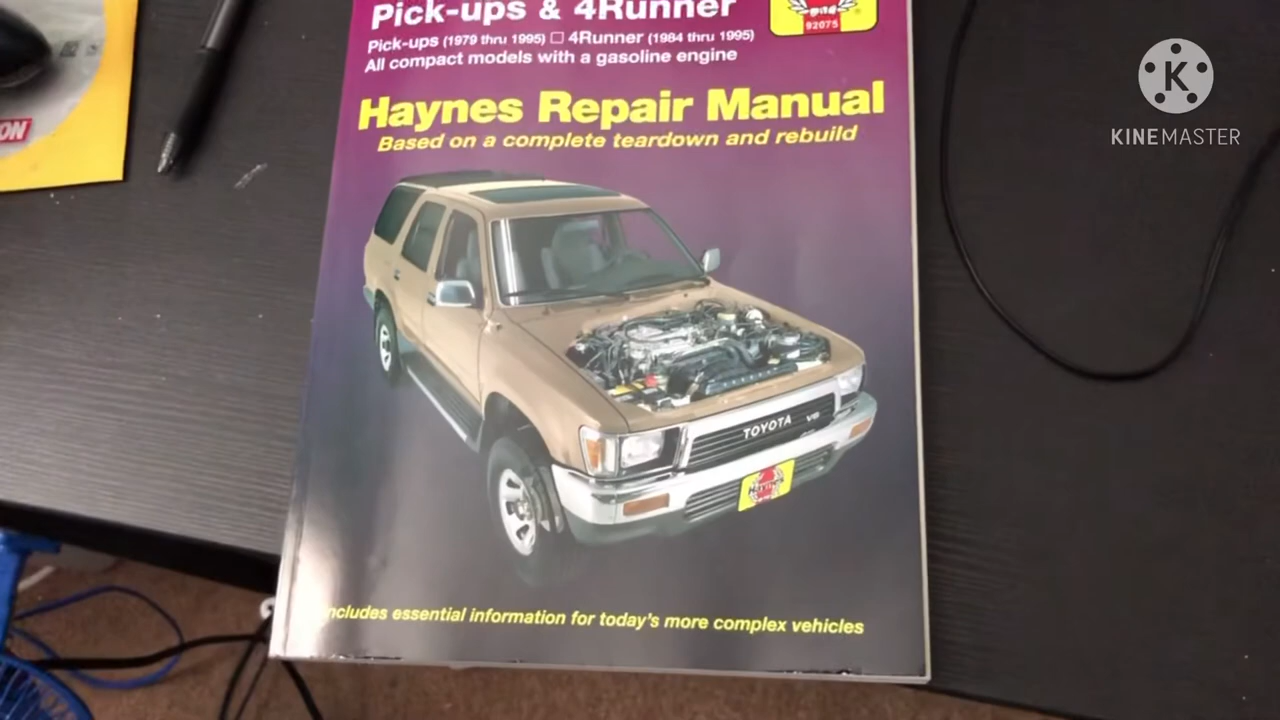 Pick-ups & 4Runner
92075
Pick-ups (1979 thru 1995) □ 4Runner (1984 thru 1995)
All compact models with a gasoline engine
Haynes Repair Manual
Based on a complete teardown and rebuild
TOYOTA V6
includes essential information for today's more complex vehicles
ON
K
KINEMASTER